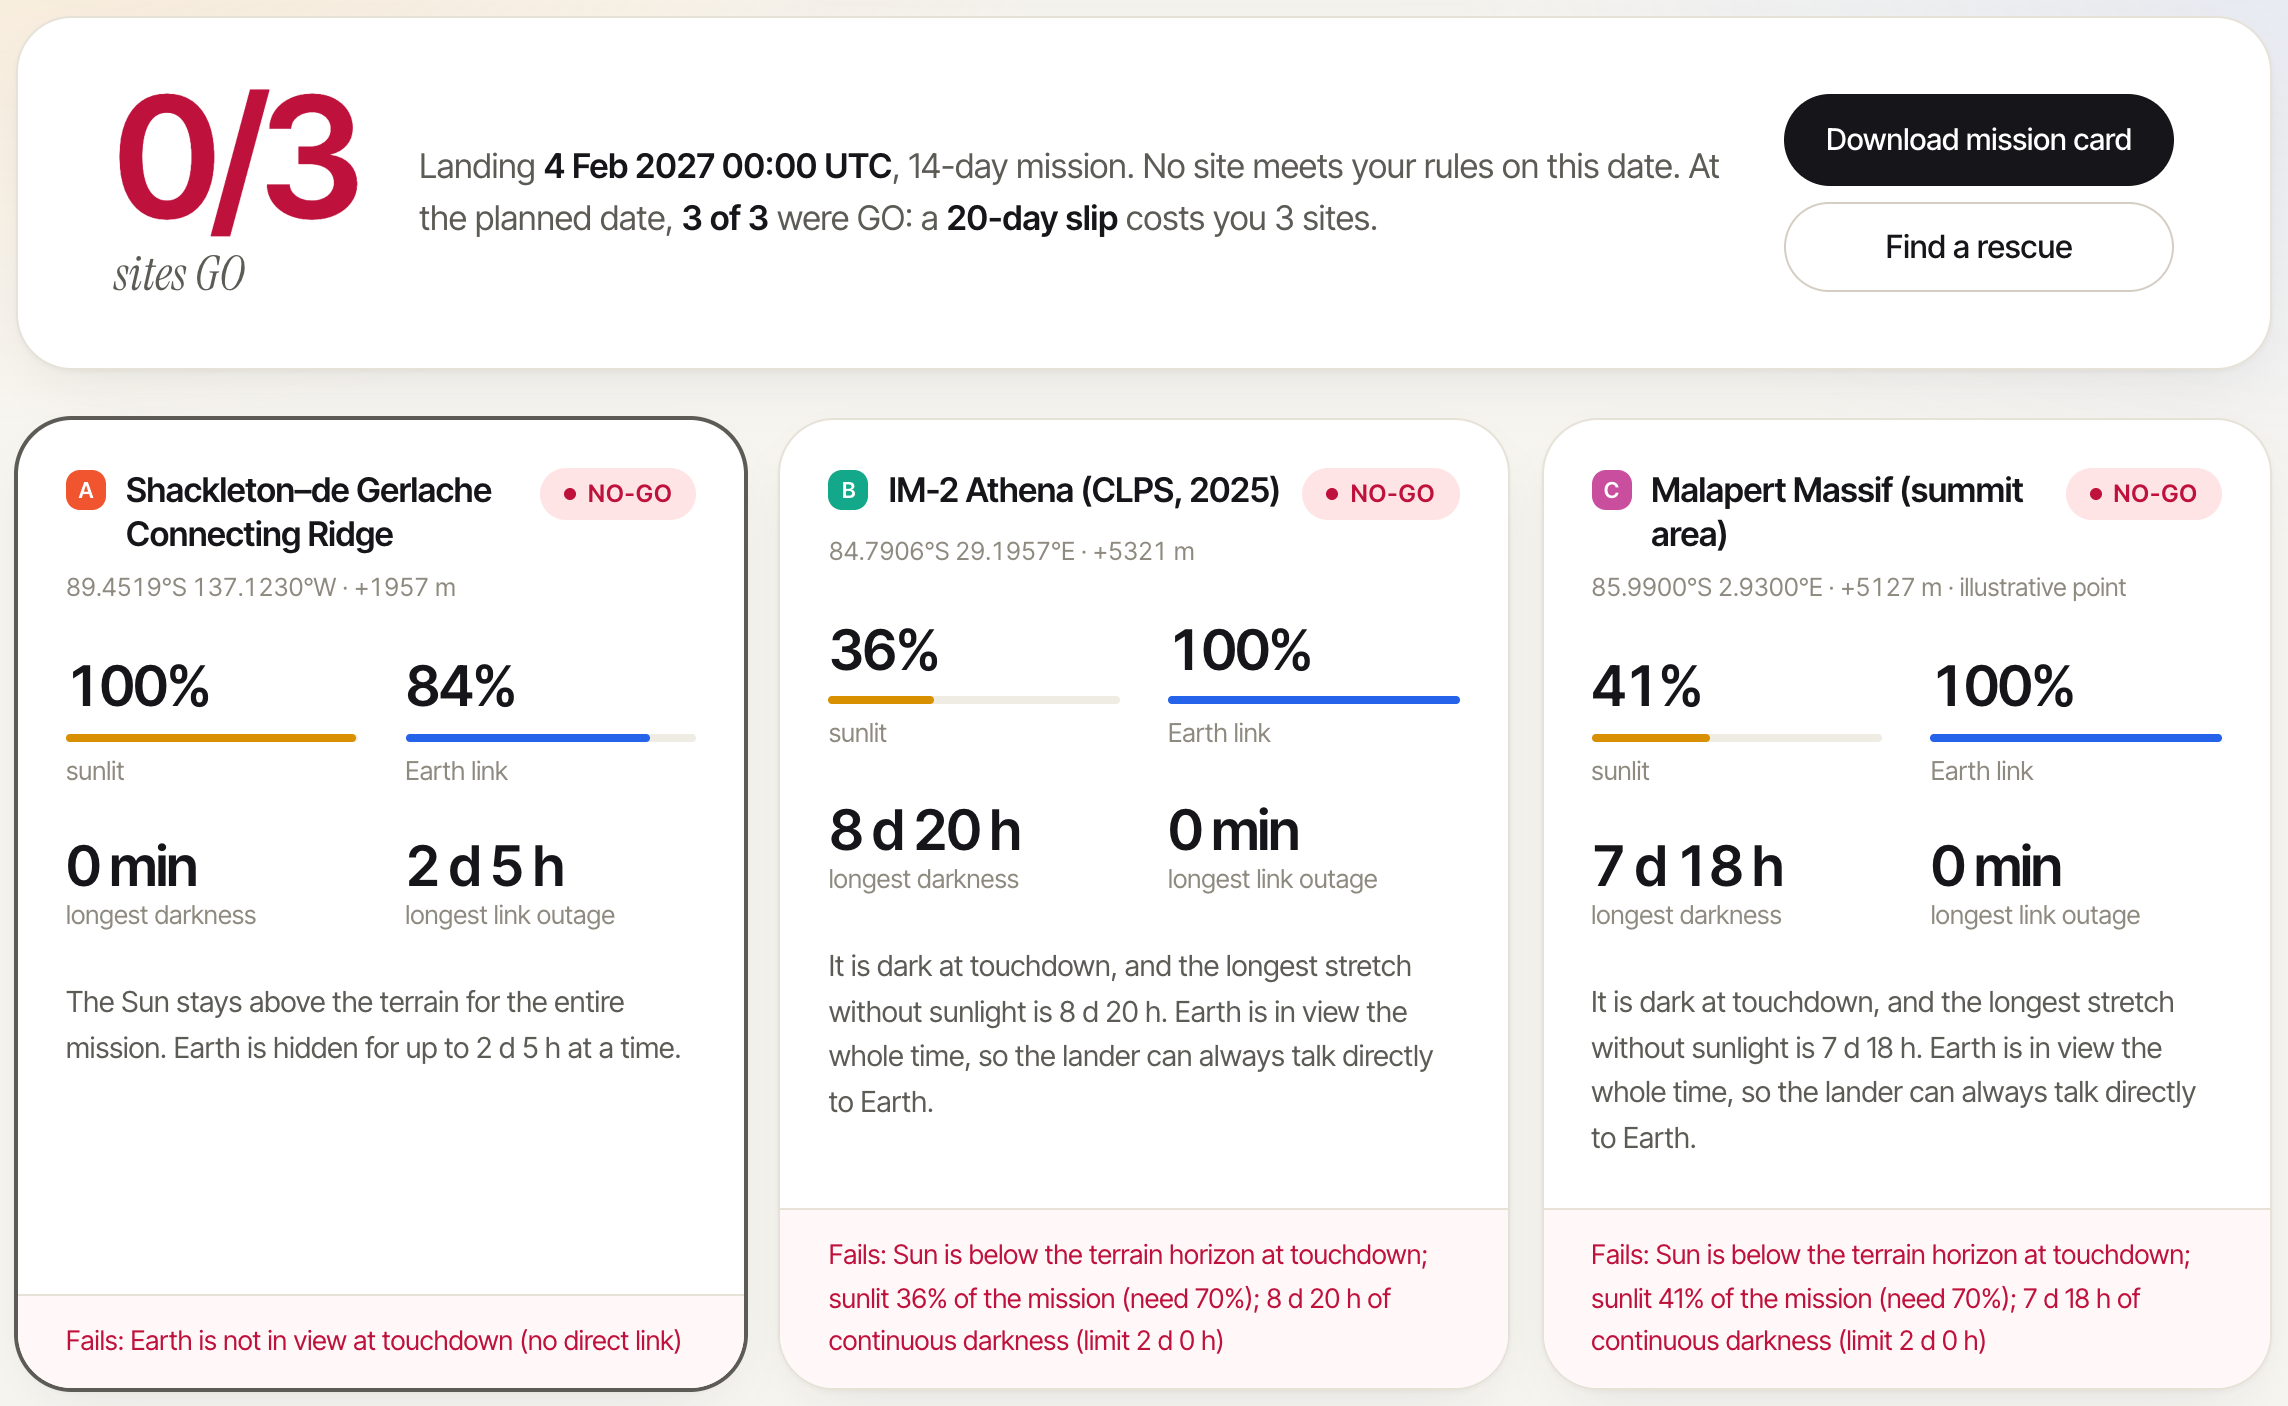 0/3
sites GO
Landing 4 Feb 2027 00:00 UTC, 14-day mission. No site meets your rules on this date. At
the planned date, 3 of 3 were GO: a 20-day slip costs you 3 sites.
Download mission card
Find a rescue
A
Shackleton–de Gerlache
Connecting Ridge
NO-GO
89.4519°S 137.1230°W · +1957 m
100%
sunlit
84%
Earth link
0 min
longest darkness
2 d 5 h
longest link outage
The Sun stays above the terrain for the entire
mission. Earth is hidden for up to 2 d 5 h at a time.
Fails: Earth is not in view at touchdown (no direct link)
B
IM-2 Athena (CLPS, 2025)
NO-GO
84.7906°S 29.1957°E · +5321 m
36%
sunlit
100%
Earth link
8 d 20 h
longest darkness
0 min
longest link outage
It is dark at touchdown, and the longest stretch
without sunlight is 8 d 20 h. Earth is in view the
whole time, so the lander can always talk directly
to Earth.
Fails: Sun is below the terrain horizon at touchdown;
sunlit 36% of the mission (need 70%); 8 d 20 h of
continuous darkness (limit 2 d 0 h)
C
Malapert Massif (summit
area)
NO-GO
85.9900°S 2.9300°E · +5127 m · illustrative point
41%
sunlit
100%
Earth link
7 d 18 h
longest darkness
0 min
longest link outage
It is dark at touchdown, and the longest stretch
without sunlight is 7 d 18 h. Earth is in view the
whole time, so the lander can always talk directly
to Earth.
Fails: Sun is below the terrain horizon at touchdown;
sunlit 41% of the mission (need 70%); 7 d 18 h of
continuous darkness (limit 2 d 0 h)